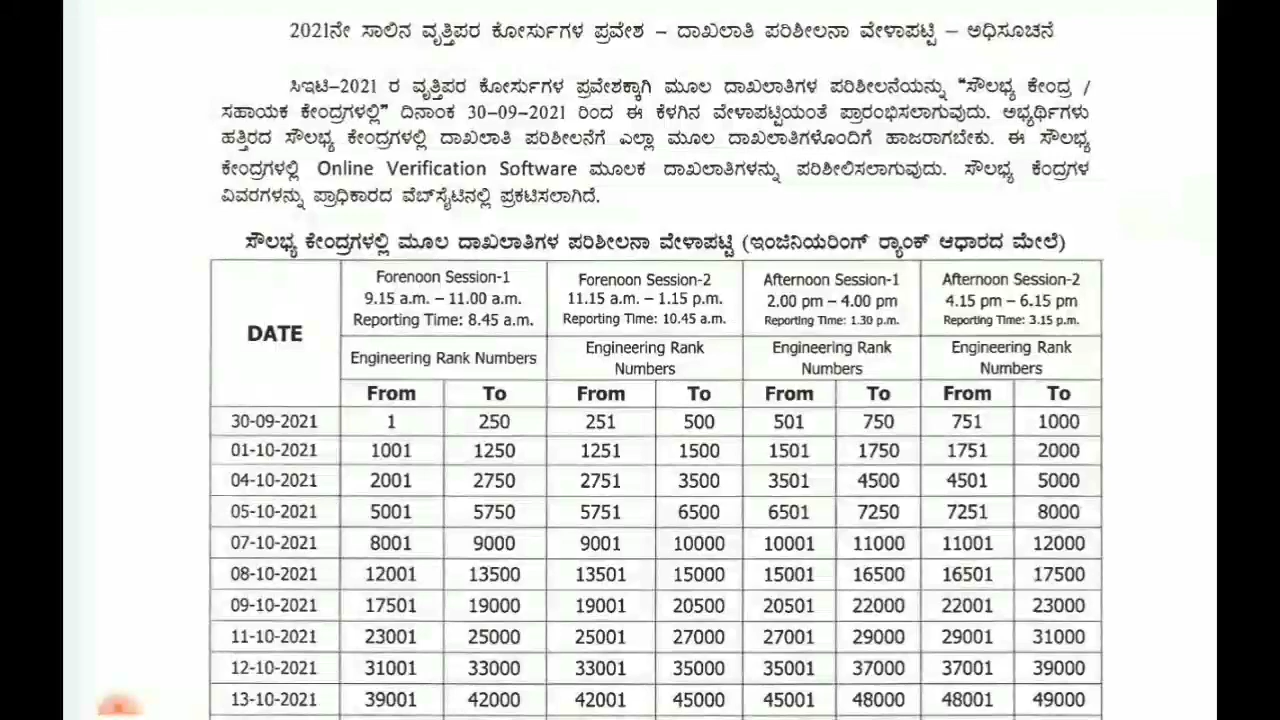 2021ನೇ ಸಾಲಿನ ವೃತ್ತಿಪರ ಕೋರ್ಸುಗಳ ಪ್ರವೇಶ – ದಾಖಲಾತಿ ಪರಿಶೀಲನಾ ವೇಳಾಪಟ್ಟಿ – ಅಧಿಸೂಚನೆ
ಸಿಇಟಿ–2021 ರ ವೃತ್ತಿಪರ ಕೋರ್ಸುಗಳ ಪ್ರವೇಶಕ್ಕಾಗಿ ಮೂಲ ದಾಖಲಾತಿಗಳ ಪರಿಶೀಲನೆಯನ್ನು “ಸೌಲಭ್ಯ ಕೇಂದ್ರ /
ಸಹಾಯಕ ಕೇಂದ್ರಗಳಲ್ಲಿ” ದಿನಾಂಕ 30-09-2021 ರಿಂದ ಈ ಕೆಳಗಿನ ವೇಳಾಪಟ್ಟಿಯಂತೆ ಪ್ರಾರಂಭಿಸಲಾಗುವುದು. ಅಭ್ಯರ್ಥಿಗಳು
ಹತ್ತಿರದ ಸೌಲಭ್ಯ ಕೇಂದ್ರಗಳಲ್ಲಿ ದಾಖಲಾತಿ ಪರಿಶೀಲನೆಗೆ ಎಲ್ಲಾ ಮೂಲ ದಾಖಲಾತಿಗಳೊಂದಿಗೆ ಹಾಜರಾಗಬೇಕು. ಈ ಸೌಲಭ್ಯ
ಕೇಂದ್ರಗಳಲ್ಲಿ Online Verification Software ಮೂಲಕ ದಾಖಲಾತಿಗಳನ್ನು ಪರಿಶೀಲಿಸಲಾಗುವುದು. ಸೌಲಭ್ಯ ಕೆಂದ್ರಗಳ
ವಿವರಗಳನ್ನು ಪ್ರಾಧಿಕಾರದ ವೆಬ್‌ಸೈಟಿನಲ್ಲಿ ಪ್ರಕಟಿಸಲಾಗಿದೆ.
ಸೌಲಭ್ಯ ಕೇಂದ್ರಗಳಲ್ಲಿ ಮೂಲ ದಾಖಲಾತಿಗಳ ಪರಿಶೀಲನಾ ವೇಳಾಪಟ್ಟಿ (ಇಂಜಿನಿಯರಿಂಗ್ ರ‍್ಯಾಂಕ್ ಆಧಾರದ ಮೇಲೆ)
DATE
Forenoon Session-1 Forenoon Session-2 Afternoon Session-1 Afternoon Session-2
9.15 a.m. – 11.00 a.m. 11.15 a.m. – 1.15 p.m. 2.00 pm – 4.00 pm 4.15 pm – 6.15 pm
Reporting Time: 8.45 a.m. Reporting Time: 10.45 a.m. Reporting Time: 1.30 p.m. Reporting Time: 3.15 p.m.
Engineering Rank Numbers Engineering Rank Numbers Engineering Rank Numbers Engineering Rank Numbers
From To From To From To From To
30-09-2021 1 250 251 500 501 750 751 1000
01-10-2021 1001 1250 1251 1500 1501 1750 1751 2000
04-10-2021 2001 2750 2751 3500 3501 4500 4501 5000
05-10-2021 5001 5750 5751 6500 6501 7250 7251 8000
07-10-2021 8001 9000 9001 10000 10001 11000 11001 12000
08-10-2021 12001 13500 13501 15000 15001 16500 16501 17500
09-10-2021 17501 19000 19001 20500 20501 22000 22001 23000
11-10-2021 23001 25000 25001 27000 27001 29000 29001 31000
12-10-2021 31001 33000 33001 35000 35001 37000 37001 39000
13-10-2021 39001 42000 42001 45000 45001 48000 48001 49000